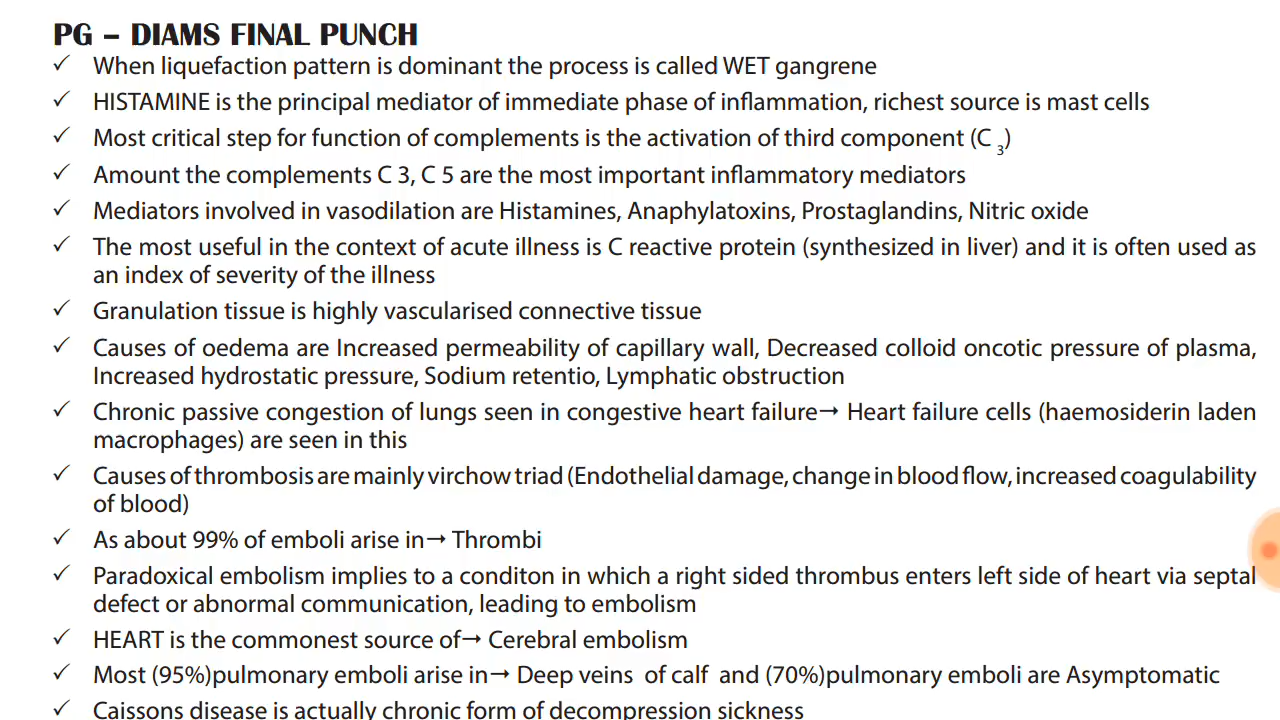 PG – DIAMS FINAL PUNCH
✓ When liquefaction pattern is dominant the process is called WET gangrene
✓ HISTAMINE is the principal mediator of immediate phase of inflammation, richest source is mast cells
✓ Most critical step for function of complements is the activation of third component (C 3)
✓ Amount the complements C 3, C 5 are the most important inflammatory mediators
✓ Mediators involved in vasodilation are Histamines, Anaphylatoxins, Prostaglandins, Nitric oxide
✓ The most useful in the context of acute illness is C reactive protein (synthesized in liver) and it is often used as
an index of severity of the illness
✓ Granulation tissue is highly vascularised connective tissue
✓ Causes of oedema are Increased permeability of capillary wall, Decreased colloid oncotic pressure of plasma,
Increased hydrostatic pressure, Sodium retentio, Lymphatic obstruction
✓ Chronic passive congestion of lungs seen in congestive heart failure→ Heart failure cells (haemosiderin laden
macrophages) are seen in this
✓ Causes of thrombosis are mainly virchow triad (Endothelial damage, change in blood flow, increased coagulability
of blood)
✓ As about 99% of emboli arise in→ Thrombi
✓ Paradoxical embolism implies to a conditon in which a right sided thrombus enters left side of heart via septal
defect or abnormal communication, leading to embolism
✓ HEART is the commonest source of→ Cerebral embolism
✓ Most (95%)pulmonary emboli arise in→ Deep veins of calf and (70%)pulmonary emboli are Asymptomatic
✓ Caissons disease is actually chronic form of decompression sickness